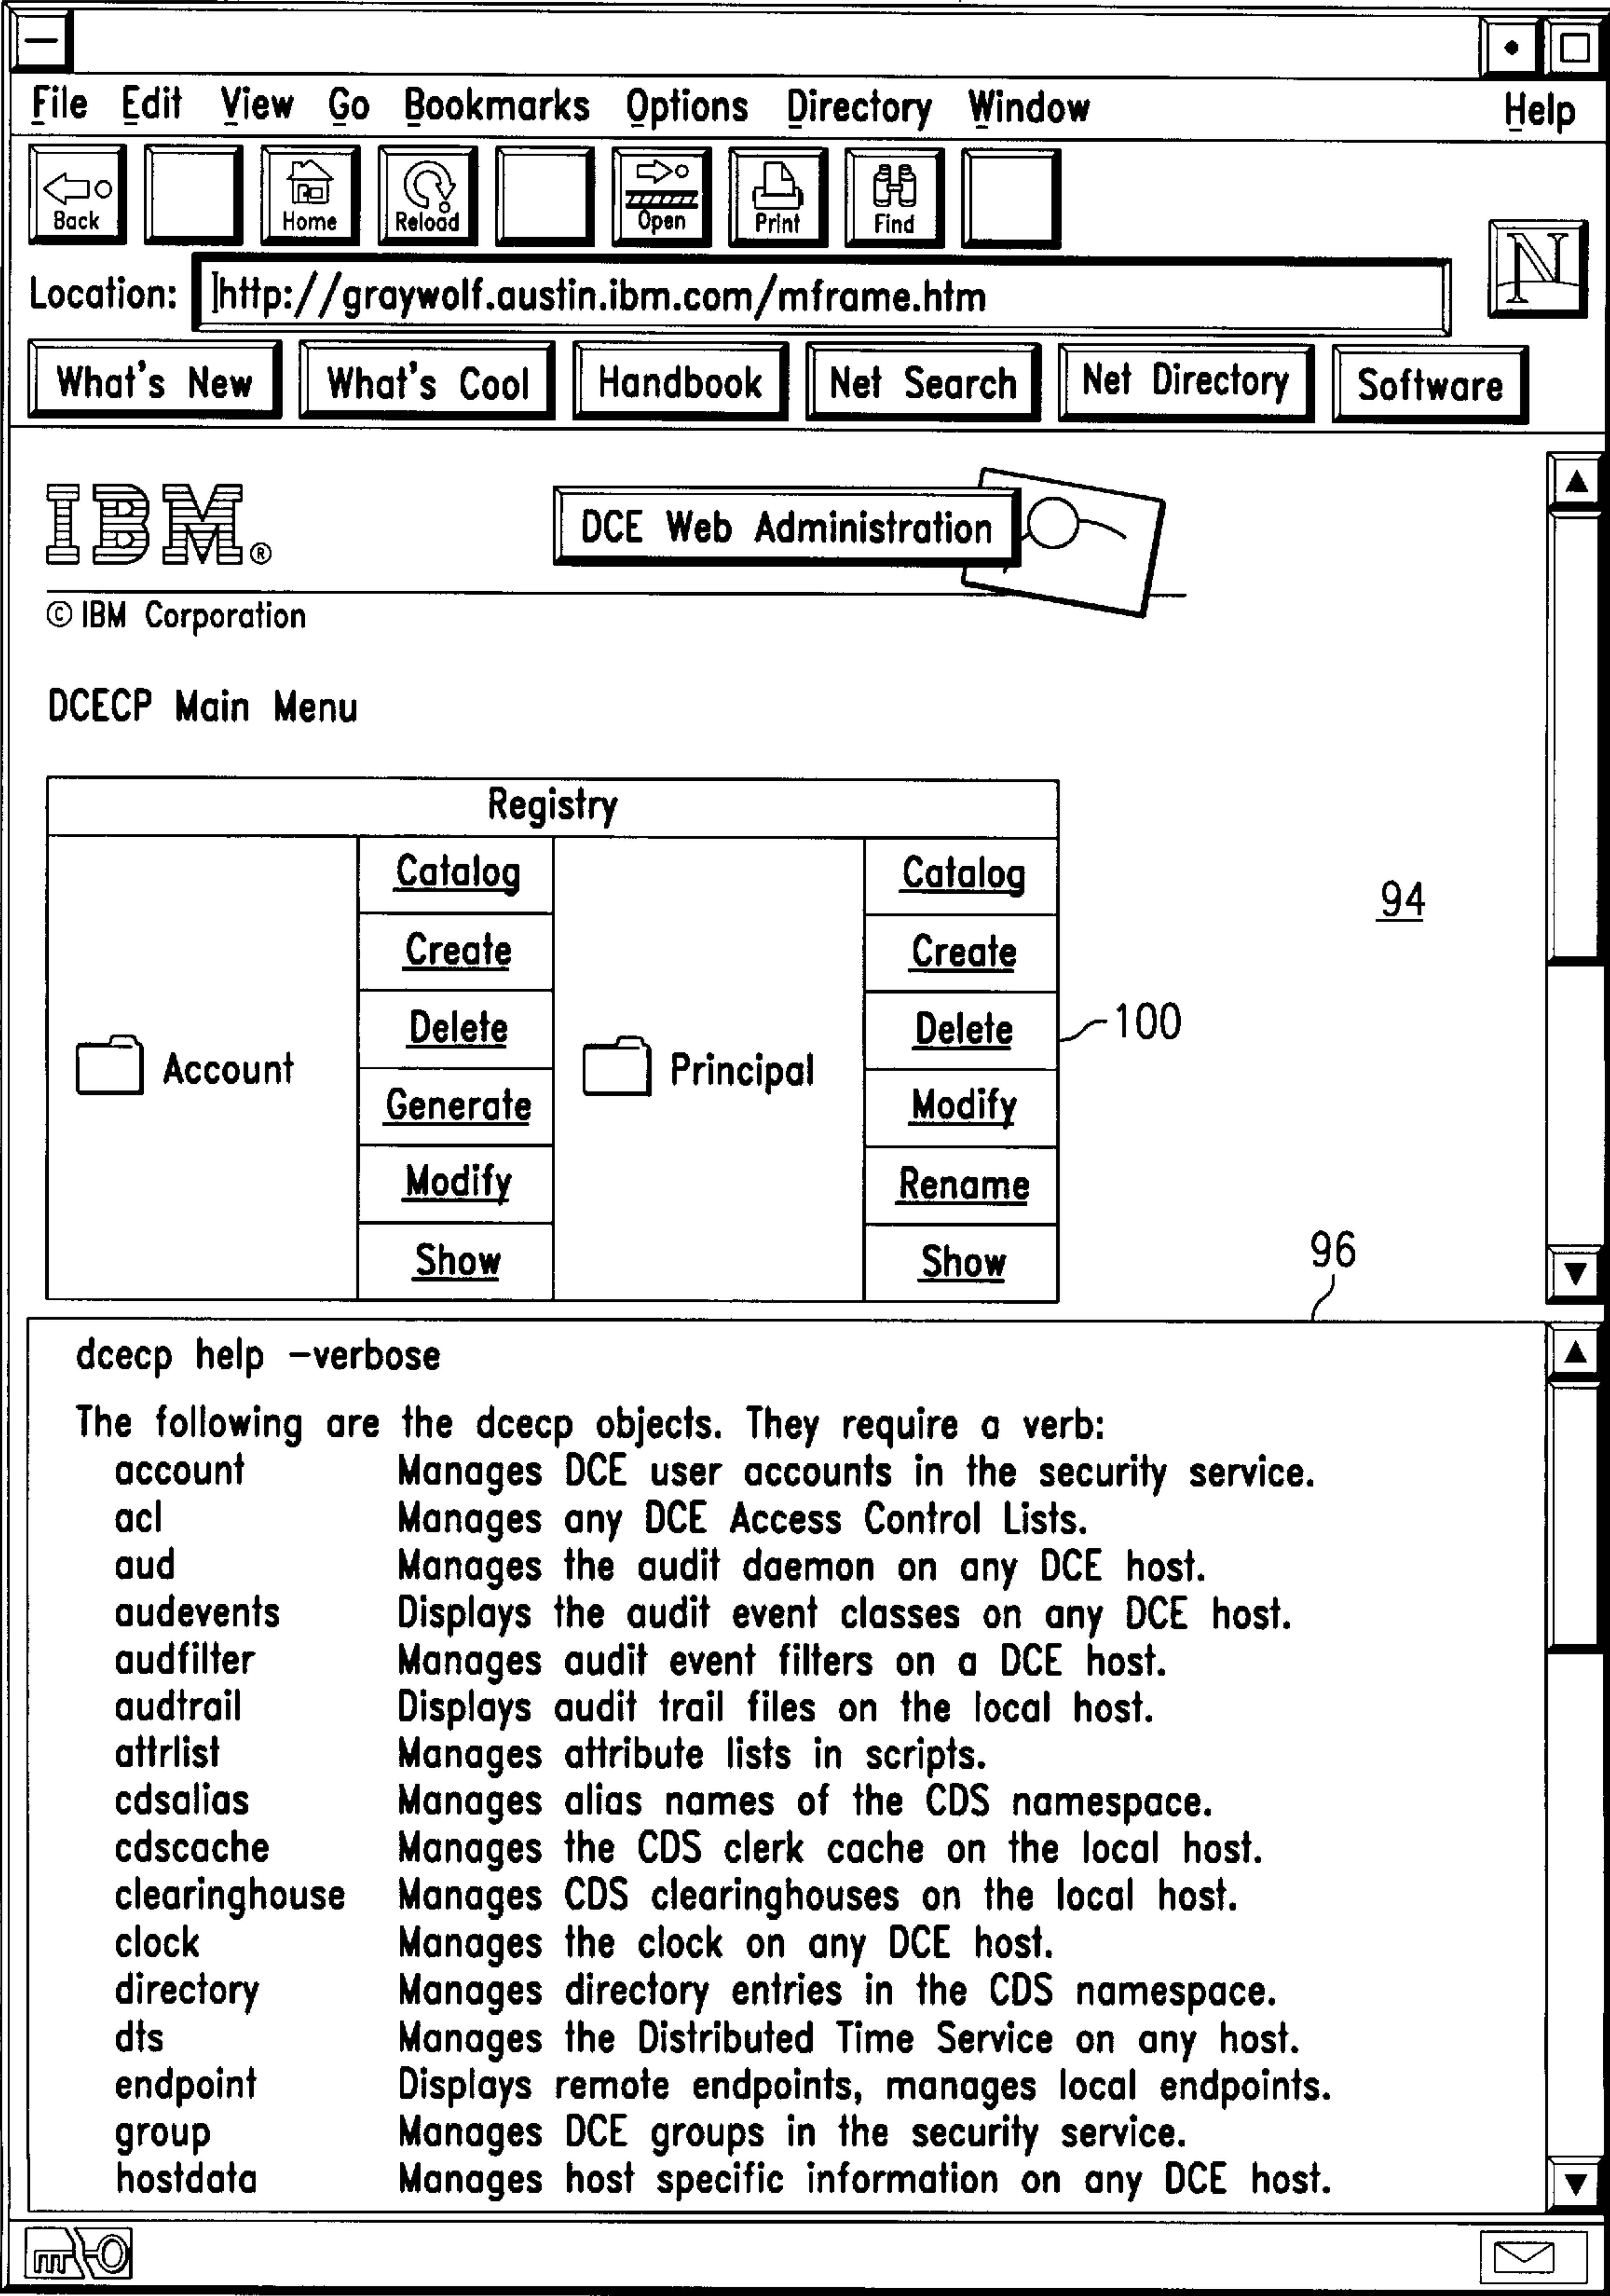 File Edit View Go Bookmarks Options Directory Window Help
Back Home Reload Open Print Find
N
Location: http://graywolf.austin.ibm.com/mframe.htm
What's New What's Cool Handbook Net Search Net Directory Software
IBM®
DCE Web Administration
© IBM Corporation
DCECP Main Menu
Registry
Account
Catalog
Create
Delete
Generate
Modify
Show
Principal
Catalog
Create
Delete
Modify
Rename
Show
94
100
96
dcecp help –verbose
The following are the dcecp objects. They require a verb:
account Manages DCE user accounts in the security service.
acl Manages any DCE Access Control Lists.
aud Manages the audit daemon on any DCE host.
audevents Displays the audit event classes on any DCE host.
audfilter Manages audit event filters on a DCE host.
audtrail Displays audit trail files on the local host.
attrlist Manages attribute lists in scripts.
cdsalias Manages alias names of the CDS namespace.
cdscache Manages the CDS clerk cache on the local host.
clearinghouse Manages CDS clearinghouses on the local host.
clock Manages the clock on any DCE host.
directory Manages directory entries in the CDS namespace.
dts Manages the Distributed Time Service on any host.
endpoint Displays remote endpoints, manages local endpoints.
group Manages DCE groups in the security service.
hostdata Manages host specific information on any DCE host.